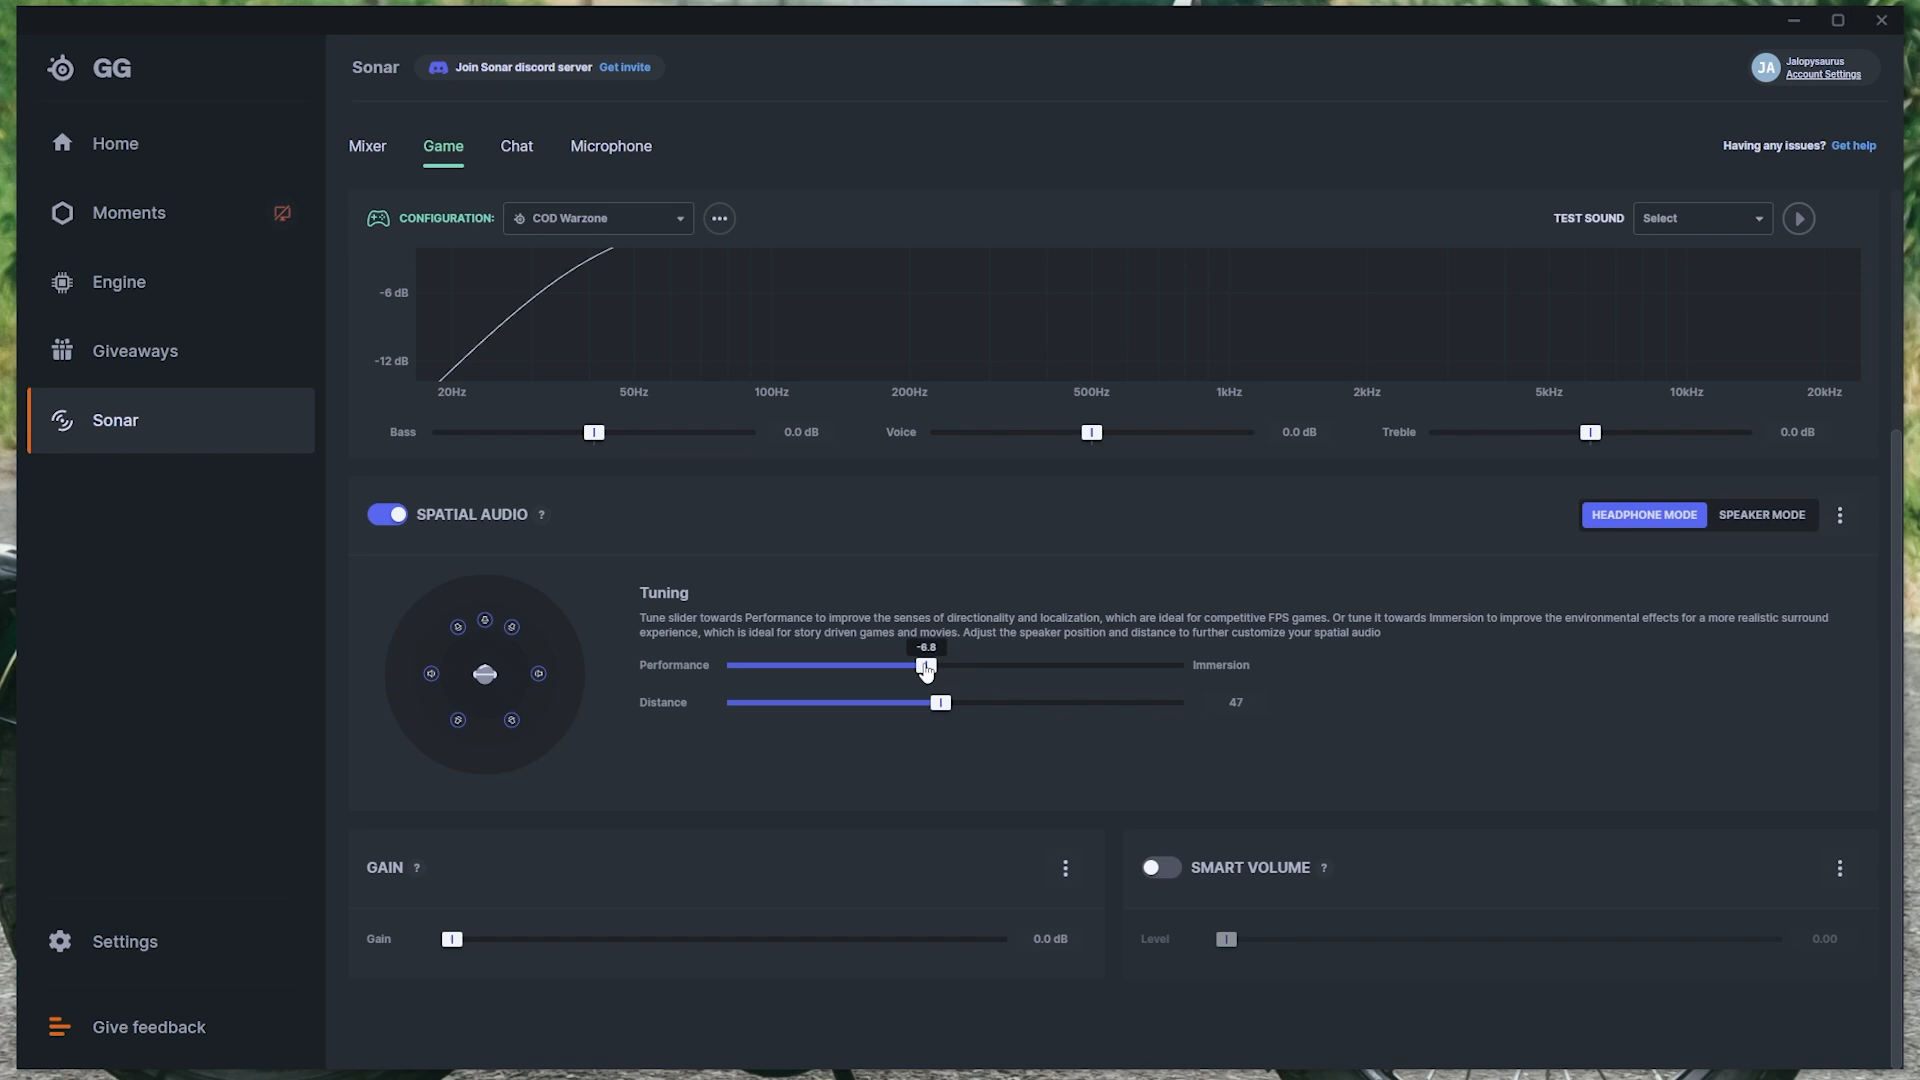 GG
Sonar
Join Sonar discord server Get invite
JA
Jalopysaurus
Account Settings
Home
Moments
Engine
Giveaways
Sonar
Settings
Give feedback
Mixer
Game
Chat
Microphone
Having any issues? Get help
CONFIGURATION:
COD Warzone
TEST SOUND
Select
-6 dB
-12 dB
20Hz
50Hz
100Hz
200Hz
500Hz
1kHz
2kHz
5kHz
10kHz
20kHz
Bass
0.0 dB
Voice
0.0 dB
Treble
0.0 dB
SPATIAL AUDIO ?
HEADPHONE MODE
SPEAKER MODE
Tuning
Tune slider towards Performance to improve the senses of directionality and localization, which are ideal for competitive FPS games. Or tune it towards Immersion to improve the environmental effects for a more realistic surround
experience, which is ideal for story driven games and movies. Adjust the speaker position and distance to further customize your spatial audio
-6.8
Performance
Immersion
Distance
47
GAIN ?
Gain
0.0 dB
SMART VOLUME ?
Level
0.00